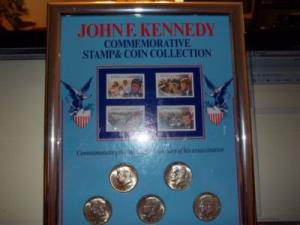 JOHN F. KENNEDY
COMMEMORATIVE
STAMP & COIN COLLECTION
Commemorating the of his assassination